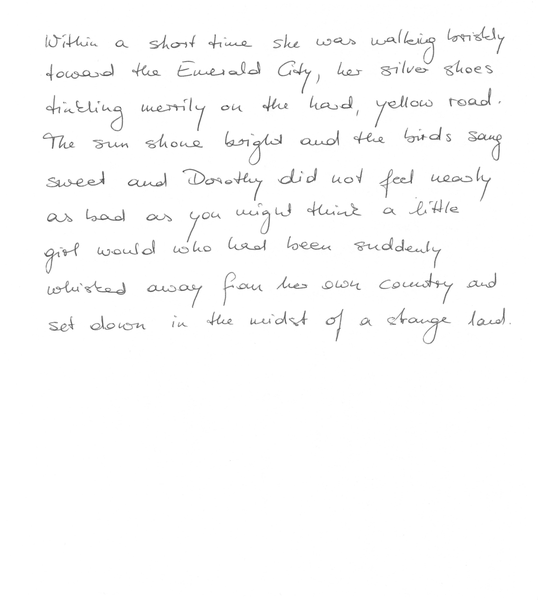 Within a short time she was walking briskly
toward the Emerald City, her silver shoes
tinkling merrily on the hard, yellow road.
The sun shone bright and the birds sang
sweet and Dorothy did not feel nearly
as bad as you might think a little
girl would who had been suddenly
whisked away from her own country and
set down in the midst of a strange land.